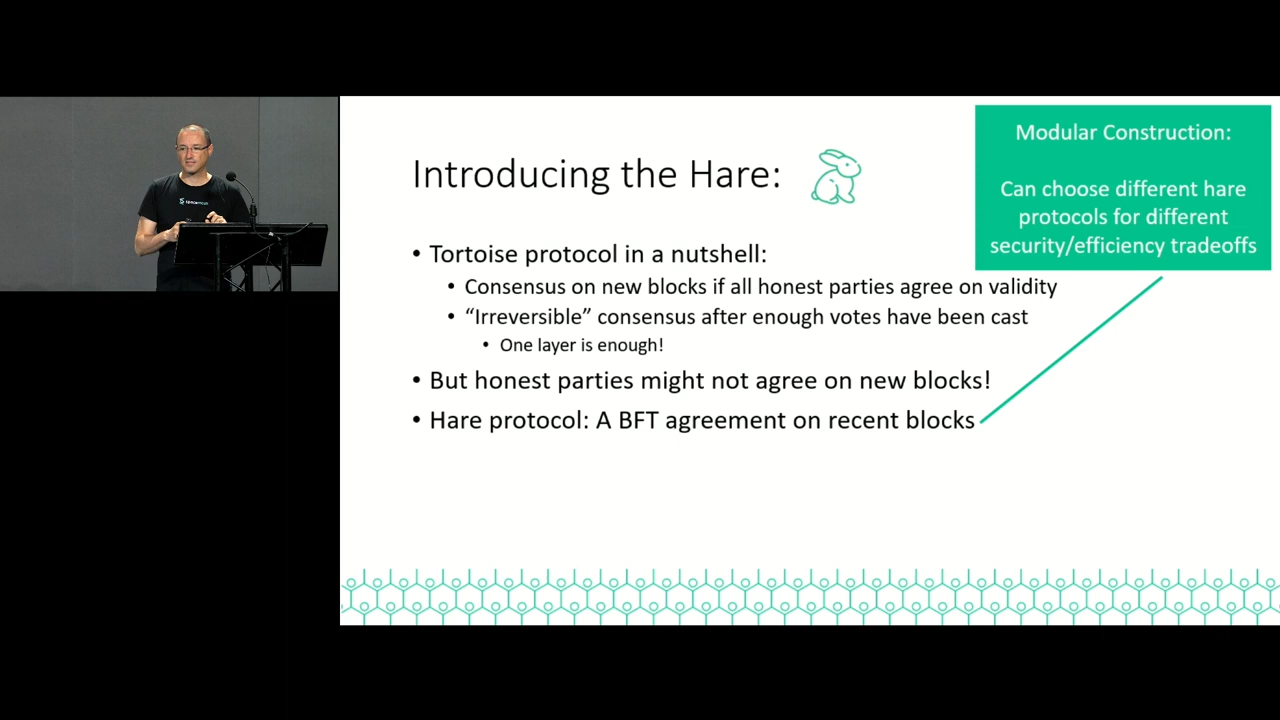 Introducing the Hare:
Modular Construction:
Can choose different hare
protocols for different
security/efficiency tradeoffs
• Tortoise protocol in a nutshell:
• Consensus on new blocks if all honest parties agree on validity
• “Irreversible” consensus after enough votes have been cast
• One layer is enough!
• But honest parties might not agree on new blocks!
• Hare protocol: A BFT agreement on recent blocks